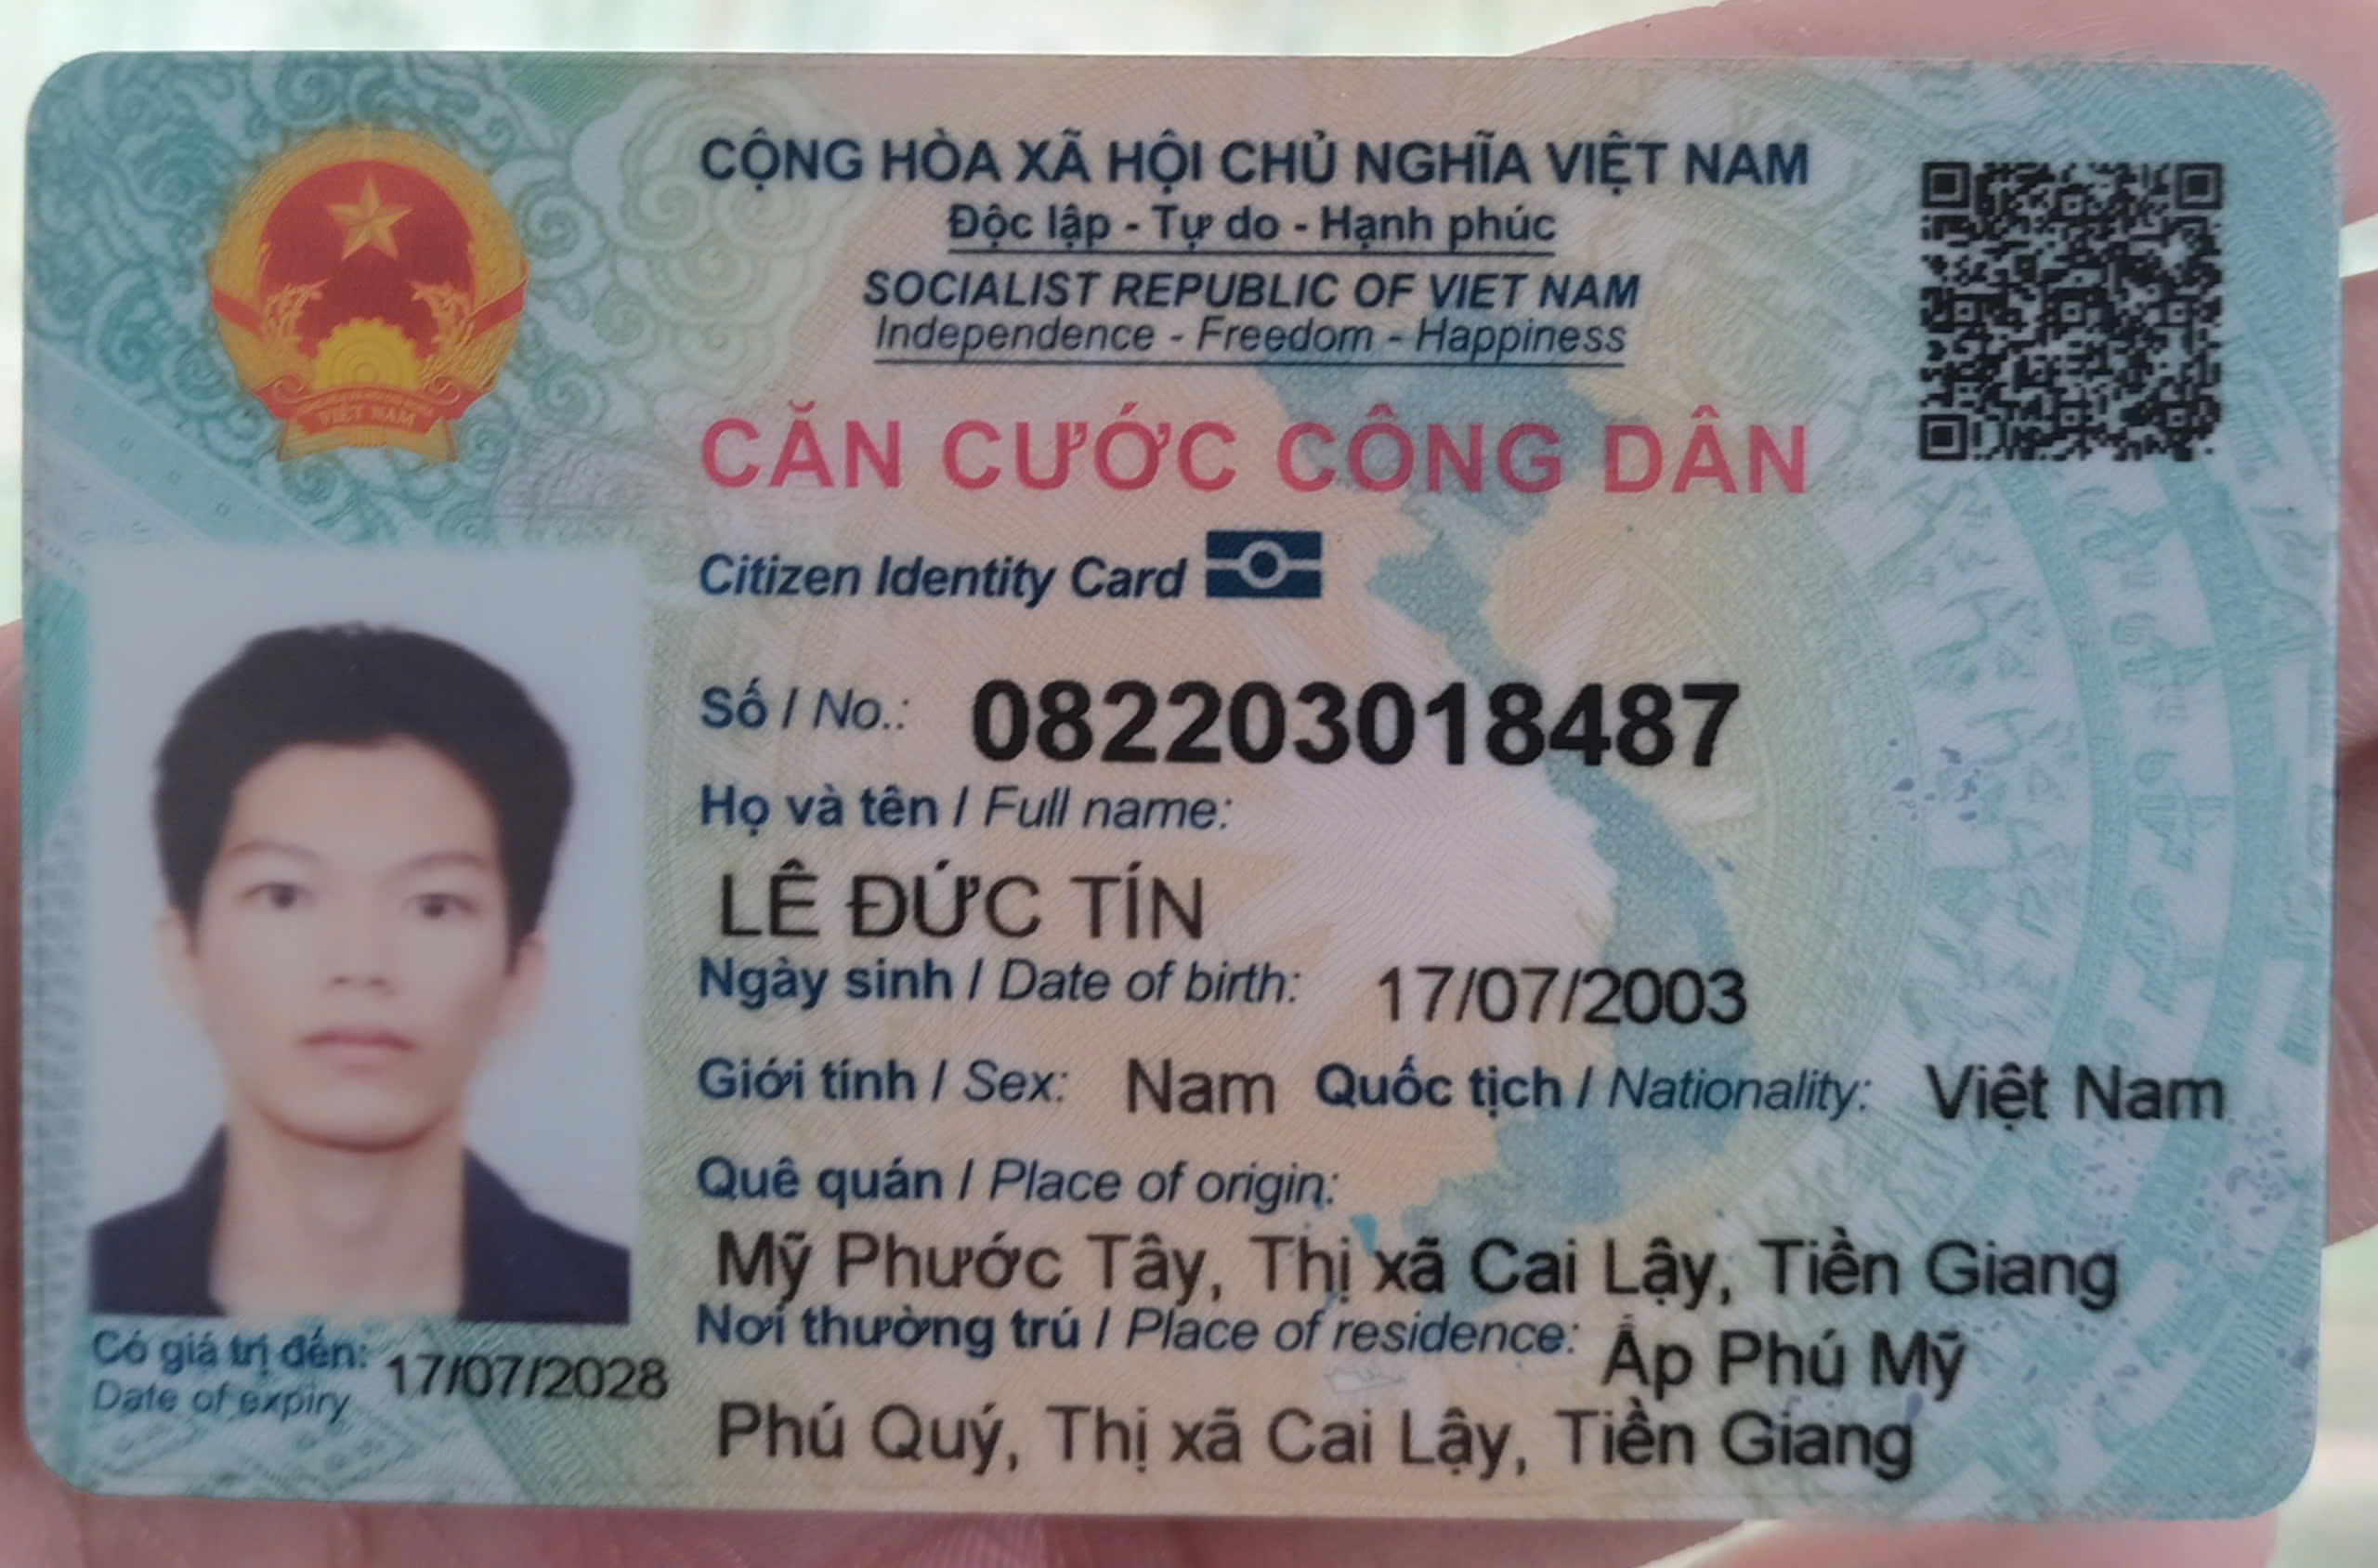 CỘNG HÒA XÃ HỘI CHỦ NGHĨA VIỆT NAM
Độc lập - Tự do - Hạnh phúc
SOCIALIST REPUBLIC OF VIET NAM
Independence - Freedom - Happiness
VIỆT NAM
CĂN CƯỚC CÔNG DÂN
Citizen Identity Card
Số / No.: 082203018487
Họ và tên / Full name:
LÊ ĐỨC TÍN
Ngày sinh / Date of birth: 17/07/2003
Giới tính / Sex: Nam Quốc tịch / Nationality: Việt Nam
Quê quán / Place of origin:
Mỹ Phước Tây, Thị xã Cai Lậy, Tiền Giang
Nơi thường trú / Place of residence: Ấp Phú Mỹ
Phú Quý, Thị xã Cai Lậy, Tiền Giang
Có giá trị đến: 17/07/2028
Date of expiry